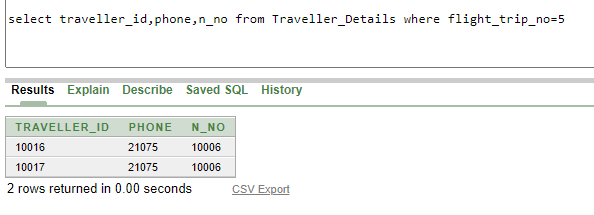 select traveller_id,phone,n_no from Traveller_Details where flight_trip_no=5
Results Explain Describe Saved SQL History
TRAVELLER_ID PHONE N_NO
10016 21075 10006
10017 21075 10006
2 rows returned in 0.00 seconds CSV Export